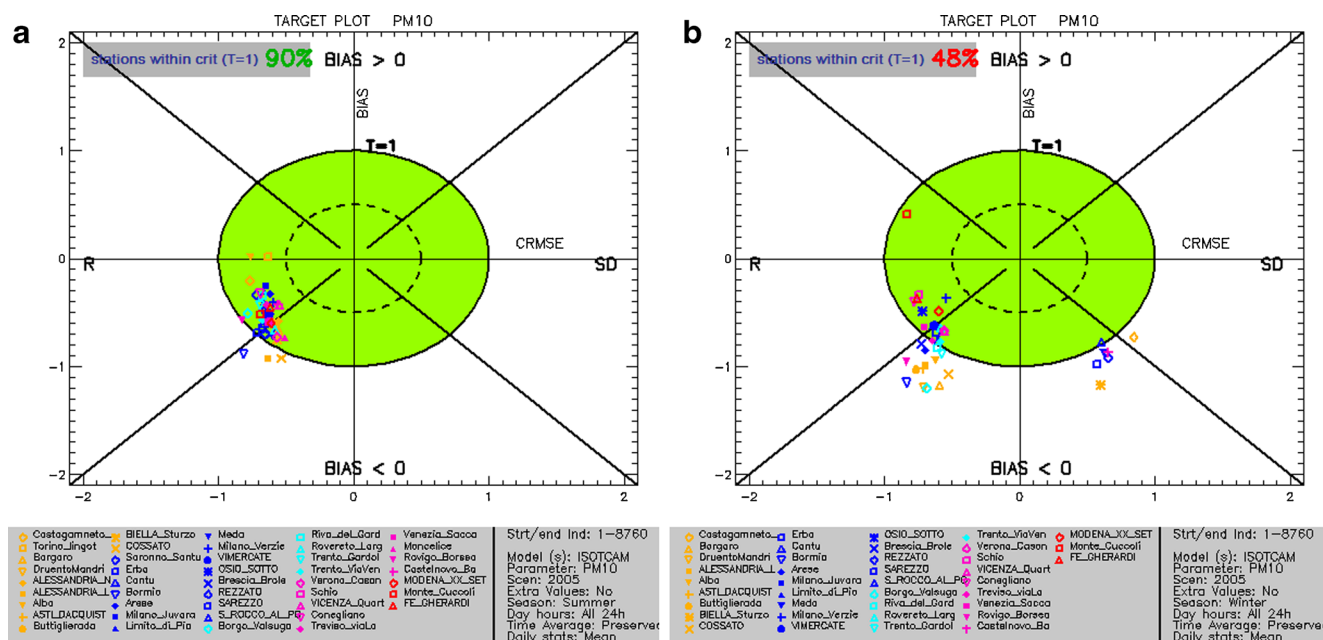 a
TARGET PLOT PM10
stations within crit (T=1) 90%
BIAS > 0
BIAS
T=1
CRMSE
R
SD
BIAS < 0
2
1
0
-1
-2
-2 -1 0 1 2
Castagamneto_ BIELLA_Sturzo Meda Riva_del_Gard Venezia_Sacca
Torino_lingot COSSATO Milano_Verzie Rovereto_Larg Moncelice
Borgaro Saronno_Santu VIMERCATE Trento_Gardol Rovigo_Borsea
DruentoMandri Erba OSIO_SOTTO Trento_ViaVen Castelnovo_Ba
ALESSANDRIA_N Cantu Brescia_Brole Verona_Casan MODENA_XX_SET
ALESSANDRIA_L Bormio REZZATO Schio Monte_Cuccoli
Alba Arese SAREZZO VICENZA_Quart FE_GHERARDI
ASTI_DACQUIST Milano_Juvara S_ROCCO_AL_PO Conegliano
Buttiglierada Limito_di_Pio Borgo_Valsuga Treviso_viaLa
Strt/end Ind: 1-8760
Model (s): ISOTCAM
Parameter: PM10
Scen: 2005
Extra Values: No
Season: Summer
Day hours: All 24h
Time Average: Preserve
Daily stats: Mean
b
TARGET PLOT PM10
stations within crit (T=1) 48%
BIAS > 0
BIAS
T=1
CRMSE
R
SD
BIAS < 0
2
1
0
-1
-2
-2 -1 0 1 2
Castagamneto_ Erba OSIO_SOTTO Trento_ViaVen MODENA_XX_SET
Borgaro Cantu Brescia_Brole Verona_Casan Monte_Cuccoli
DruentoMandri Bormio REZZATO Schio FE_GHERARDI
ALESSANDRIA_L Arese SAREZZO VICENZA_Quart
Alba Milano_Juvara S_ROCCO_AL_PO Conegliano
ASTI_DACQUIST Limito_di_Pio Borgo_Valsuga Treviso_viaLa
Buttiglierada Meda Riva_del_Gard Venezia_Sacca
BIELLA_Sturzo Milano_Verzie Rovereto_Larg Rovigo_Borsea
COSSATO VIMERCATE Trento_Gardol Castelnovo_Ba
Strt/end Ind: 1-8760
Model (s): ISOTCAM
Parameter: PM10
Scen: 2005
Extra Values: No
Season: Winter
Day hours: All 24h
Time Average: Preserve
Daily stats: Mean